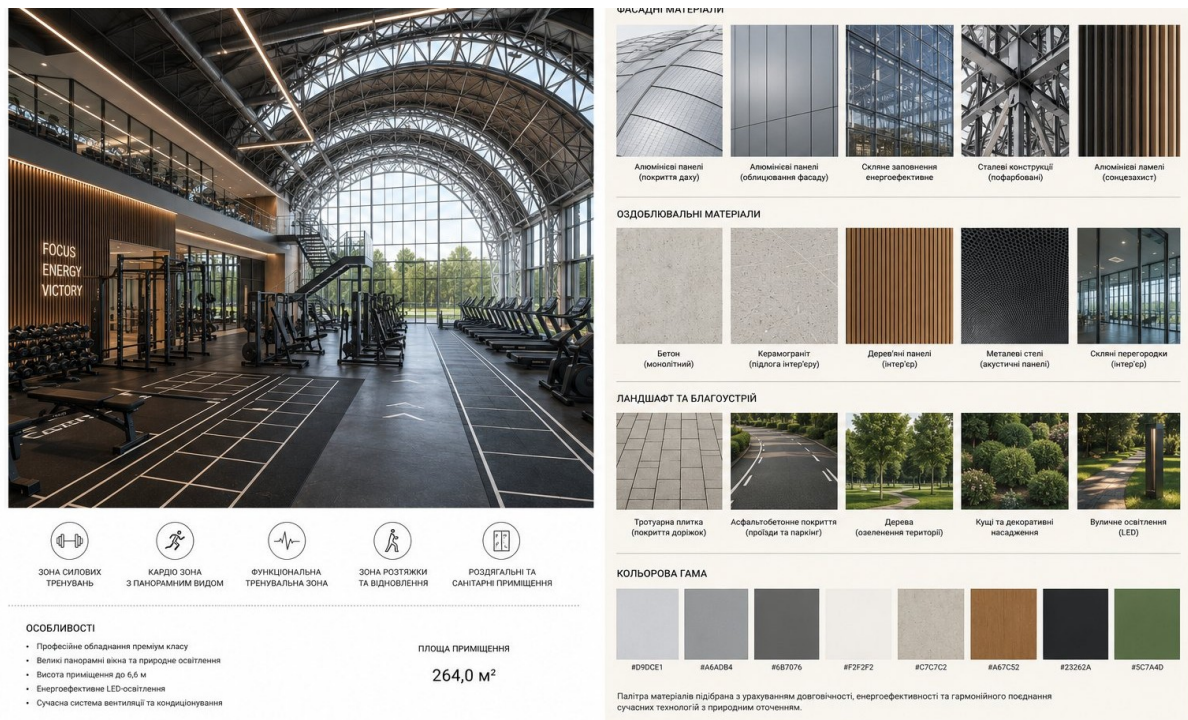 FOCUS
ENERGY
VICTORY
ЗОНА СИЛОВИХ
ТРЕНУВАНЬ
КАРДІО ЗОНА
З ПАНОРАМНИМ ВИДОМ
ФУНКЦІОНАЛЬНА
ТРЕНУВАЛЬНА ЗОНА
ЗОНА РОЗТЯЖКИ
ТА ВІДНОВЛЕННЯ
РОЗДЯГАЛЬНІ ТА
САНІТАРНІ ПРИМІЩЕННЯ
ОСОБЛИВОСТІ
• Професійне обладнання преміум класу
• Великі панорамні вікна та природне освітлення
• Висота приміщення до 6,6 м
• Енергоефективне LED-освітлення
• Сучасна система вентиляції та кондиціонування
ПЛОЩА ПРИМІЩЕННЯ
264,0 м²
ФАСАДНІ МАТЕРІАЛИ
Алюмінієві панелі
(покриття даху)
Алюмінієві панелі
(облицювання фасаду)
Скляне заповнення
енергоефективне
Сталеві конструкції
(пофарбовані)
Алюмінієві ламелі
(сонцезахист)
ОЗДОБЛЮВАЛЬНІ МАТЕРІАЛИ
Бетон
(монолітний)
Керамограніт
(підлога інтер'єру)
Дерев'яні панелі
(інтер'єр)
Металеві стелі
(акустичні панелі)
Скляні перегородки
(інтер'єр)
ЛАНДШАФТ ТА БЛАГОУСТРІЙ
Тротуарна плитка
(покриття доріжок)
Асфальтобетонне покриття
(проїзди та паркінг)
Дерева
(озеленення території)
Кущі та декоративні
насадження
Вуличне освітлення
(LED)
КОЛЬОРОВА ГАМА
#D9DCE1
#A6ADB4
#6B7076
#F2F2F2
#C7C7C2
#A67C52
#23262A
#5C7A4D
Палітра матеріалів підібрана з урахуванням довговічності, енергоефективності та гармонійного поєднання
сучасних технологій з природним оточенням.